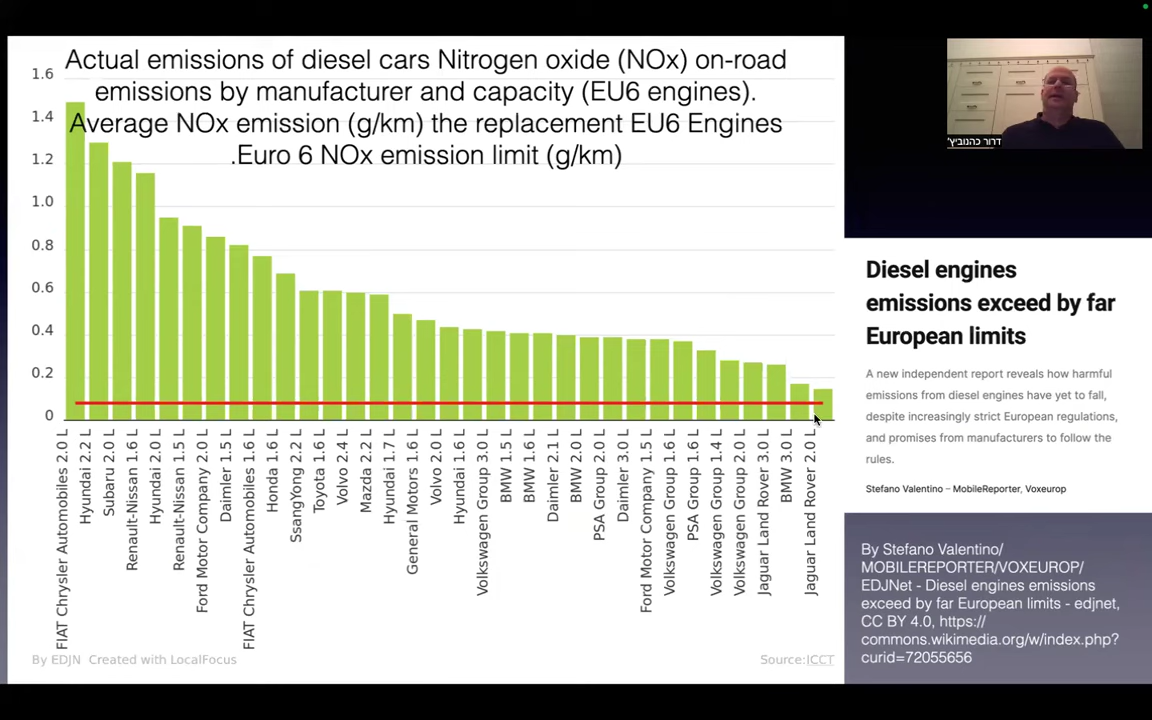 Actual emissions of diesel cars Nitrogen oxide (NOx) on-road
emissions by manufacturer and capacity (EU6 engines).
Average NOx emission (g/km) the replacement EU6 Engines
.Euro 6 NOx emission limit (g/km)
1.6
1.4
1.2
1.0
0.8
0.6
0.4
0.2
0
FIAT Chrysler Automobiles 2.0 L
Hyundai 2.2 L
Subaru 2.0 L
Renault-Nissan 1.6 L
Hyundai 2.0 L
Renault-Nissan 1.5 L
Ford Motor Company 2.0 L
Daimler 1.5 L
FIAT Chrysler Automobiles 1.6 L
Honda 1.6 L
SsangYong 2.2 L
Toyota 1.6 L
Volvo 2.4 L
Mazda 2.2 L
Hyundai 1.7 L
General Motors 1.6 L
Volvo 2.0 L
Hyundai 1.6 L
Volkswagen Group 3.0 L
BMW 1.5 L
BMW 1.6 L
Daimler 2.1 L
BMW 2.0 L
PSA Group 2.0 L
Daimler 3.0 L
Ford Motor Company 1.5 L
Volkswagen Group 1.6 L
PSA Group 1.6 L
Volkswagen Group 1.4 L
Volkswagen Group 2.0 L
Jaguar Land Rover 3.0 L
BMW 3.0 L
Jaguar Land Rover 2.0 L
By EDJN Created with LocalFocus
Source:ICCT
דרור כהנוביץ'
Diesel engines
emissions exceed by far
European limits
A new independent report reveals how harmful
emissions from diesel engines have yet to fall,
despite increasingly strict European regulations,
and promises from manufacturers to follow the
rules.
Stefano Valentino – MobileReporter, Voxeurop
By Stefano Valentino/
MOBILEREPORTER/VOXEUROP/
EDJNet - Diesel engines emissions
exceed by far European limits - edjnet,
CC BY 4.0, https://
commons.wikimedia.org/w/index.php?
curid=72055656